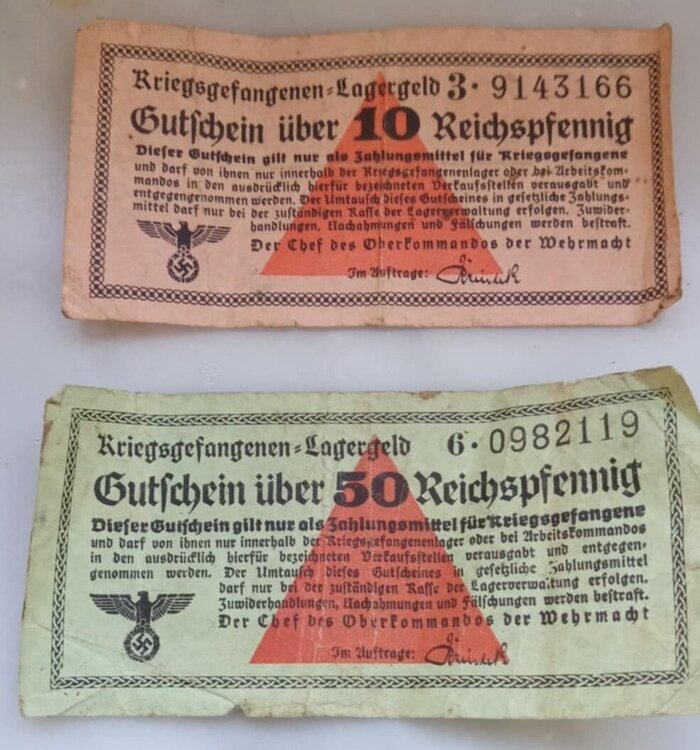 Kriegsgefangenen=Lagergeld 3· 9143166
Gutschein über 10 Reichspfennig
Dieser Gutschein gilt nur als Zahlungsmittel für Kriegsgefangene
und darf von ihnen nur innerhalb der Kriegsgefangenenlager oder bei Arbeitskom-
mandos in den ausdrücklich hierfür bezeichneten Verkaufsstellen verausgabt und
entgegengenommen werden. Der Umtausch dieses Gutscheines in gesetzliche Zahlungs-
mittel darf nur bei der zuständigen Kasse der Lagerverwaltung erfolgen. Zuwider-
handlungen, Nachahmungen und Fälschungen werden bestraft.
Der Chef des Oberkommandos der Wehrmacht
Im Auftrage:
Kriegsgefangenen=Lagergeld 6· 0982119
Gutschein über 50 Reichspfennig
Dieser Gutschein gilt nur als Zahlungsmittel für Kriegsgefangene
und darf von ihnen nur innerhalb der Kriegsgefangenenlager oder bei Arbeitskommandos
in den ausdrücklich hierfür bezeichneten Verkaufsstellen verausgabt und entgegen-
genommen werden. Der Umtausch dieses Gutscheines in gesetzliche Zahlungsmittel
darf nur bei der zuständigen Kasse der Lagerverwaltung erfolgen.
Zuwiderhandlungen, Nachahmungen und Fälschungen werden bestraft.
Der Chef des Oberkommandos der Wehrmacht
Im Auftrage: